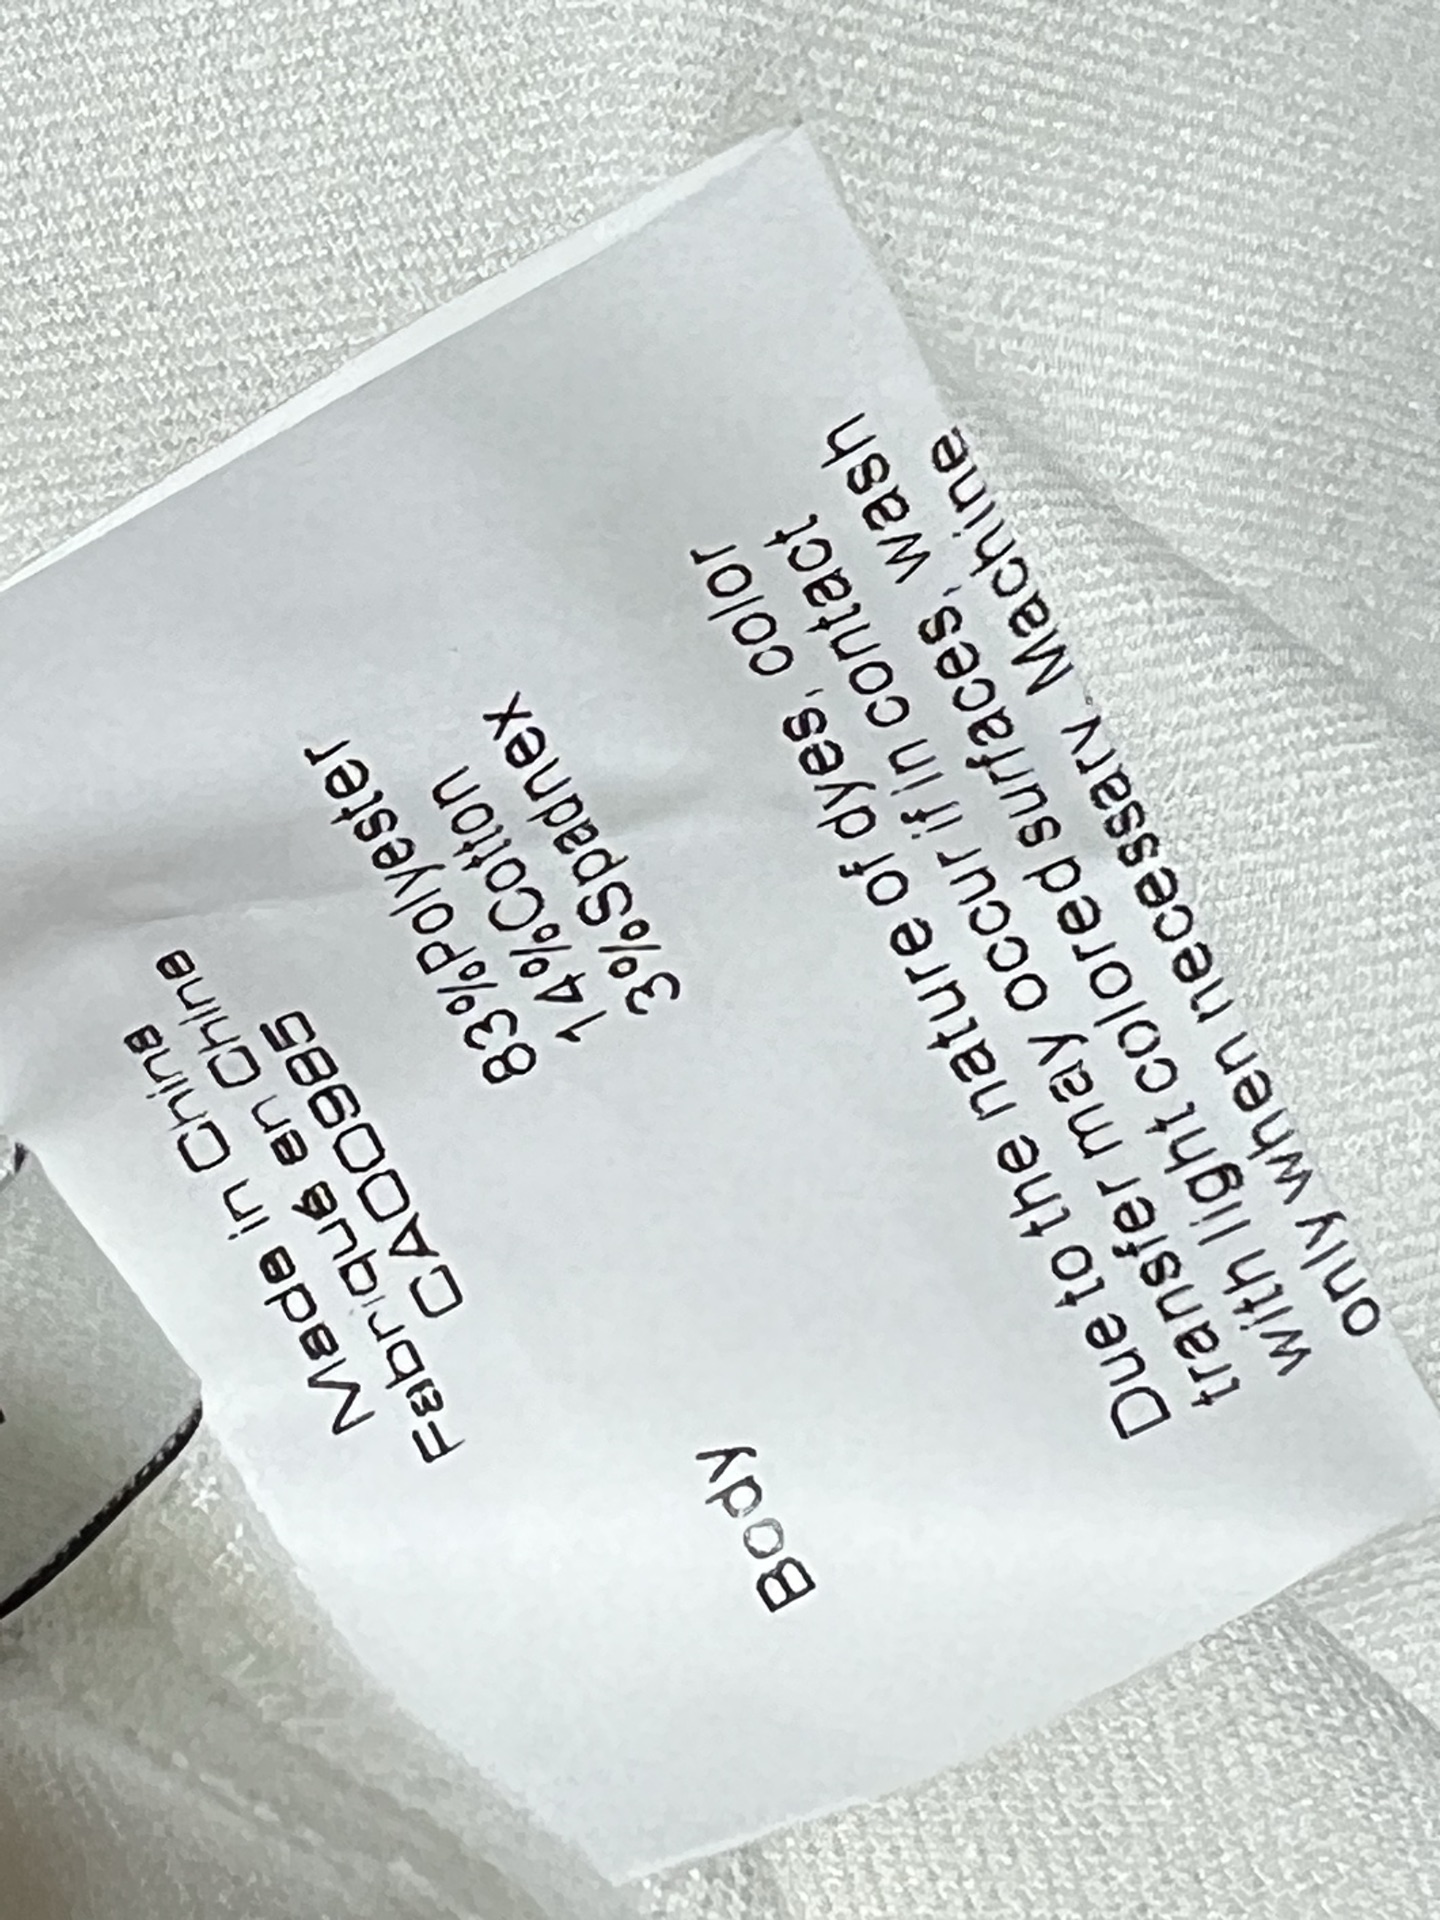 Made in China
Fabriqué en Chine
CA00985
83%Polyester
14%Cotton
3%Spadnex
Body
Due to the nature of dyes, color
transfer may occur if in contact
with light colored surfaces, wash
only when necessary. Machine